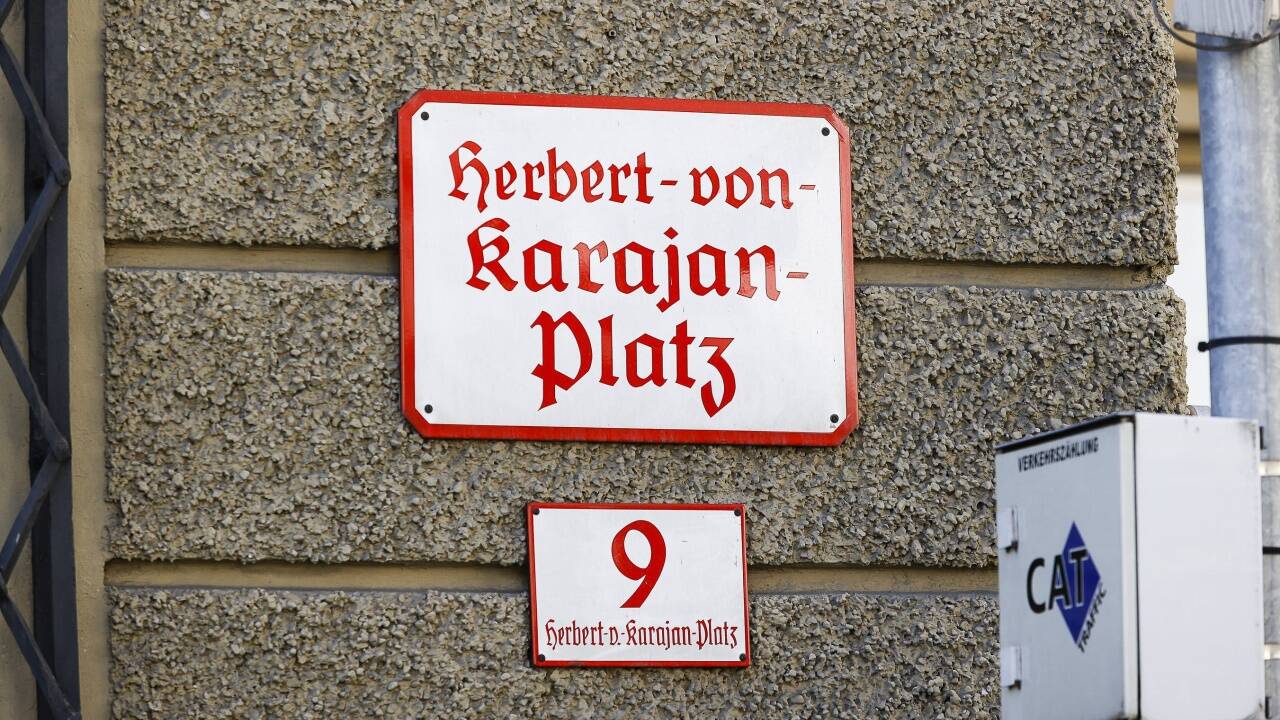 Herbert-von-
Karajan-
Platz
9
Herbert-v.-Karajan-Platz
VERKEHRSZÄHLUNG
CAT
TRAFFIC